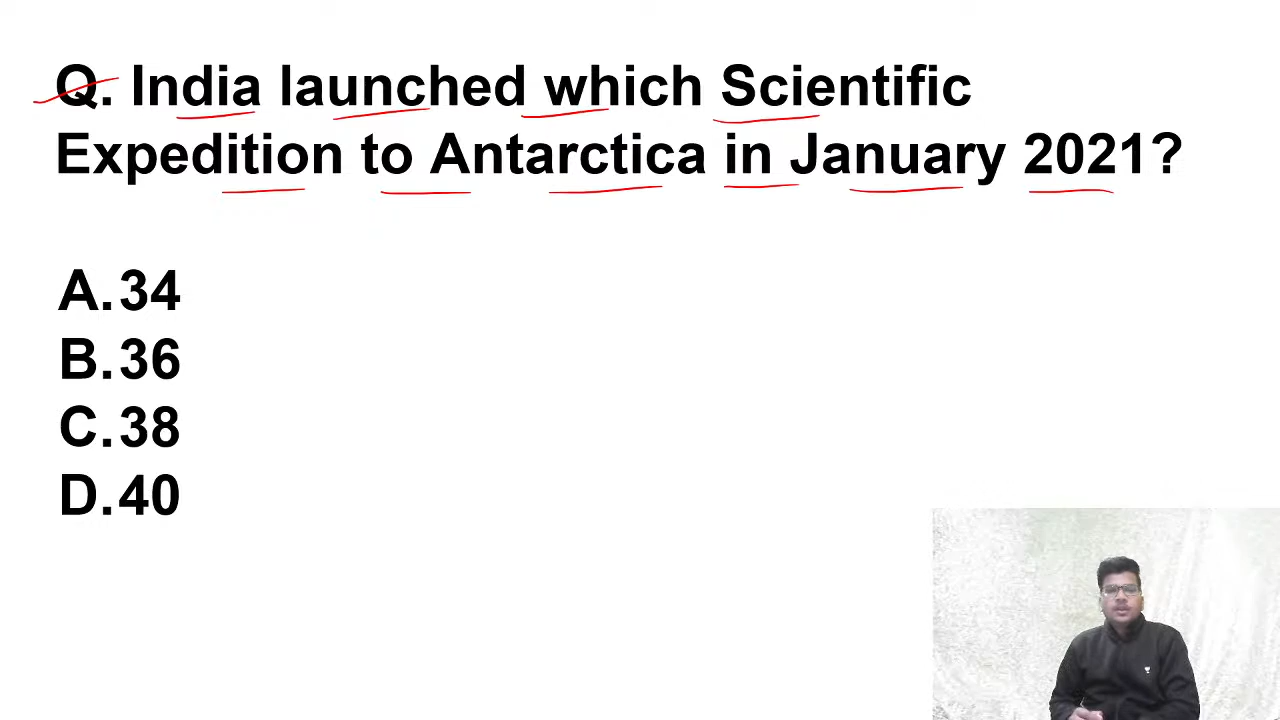 Q. India launched which Scientific
Expedition to Antarctica in January 2021?
A.34
B.36
C.38
D.40